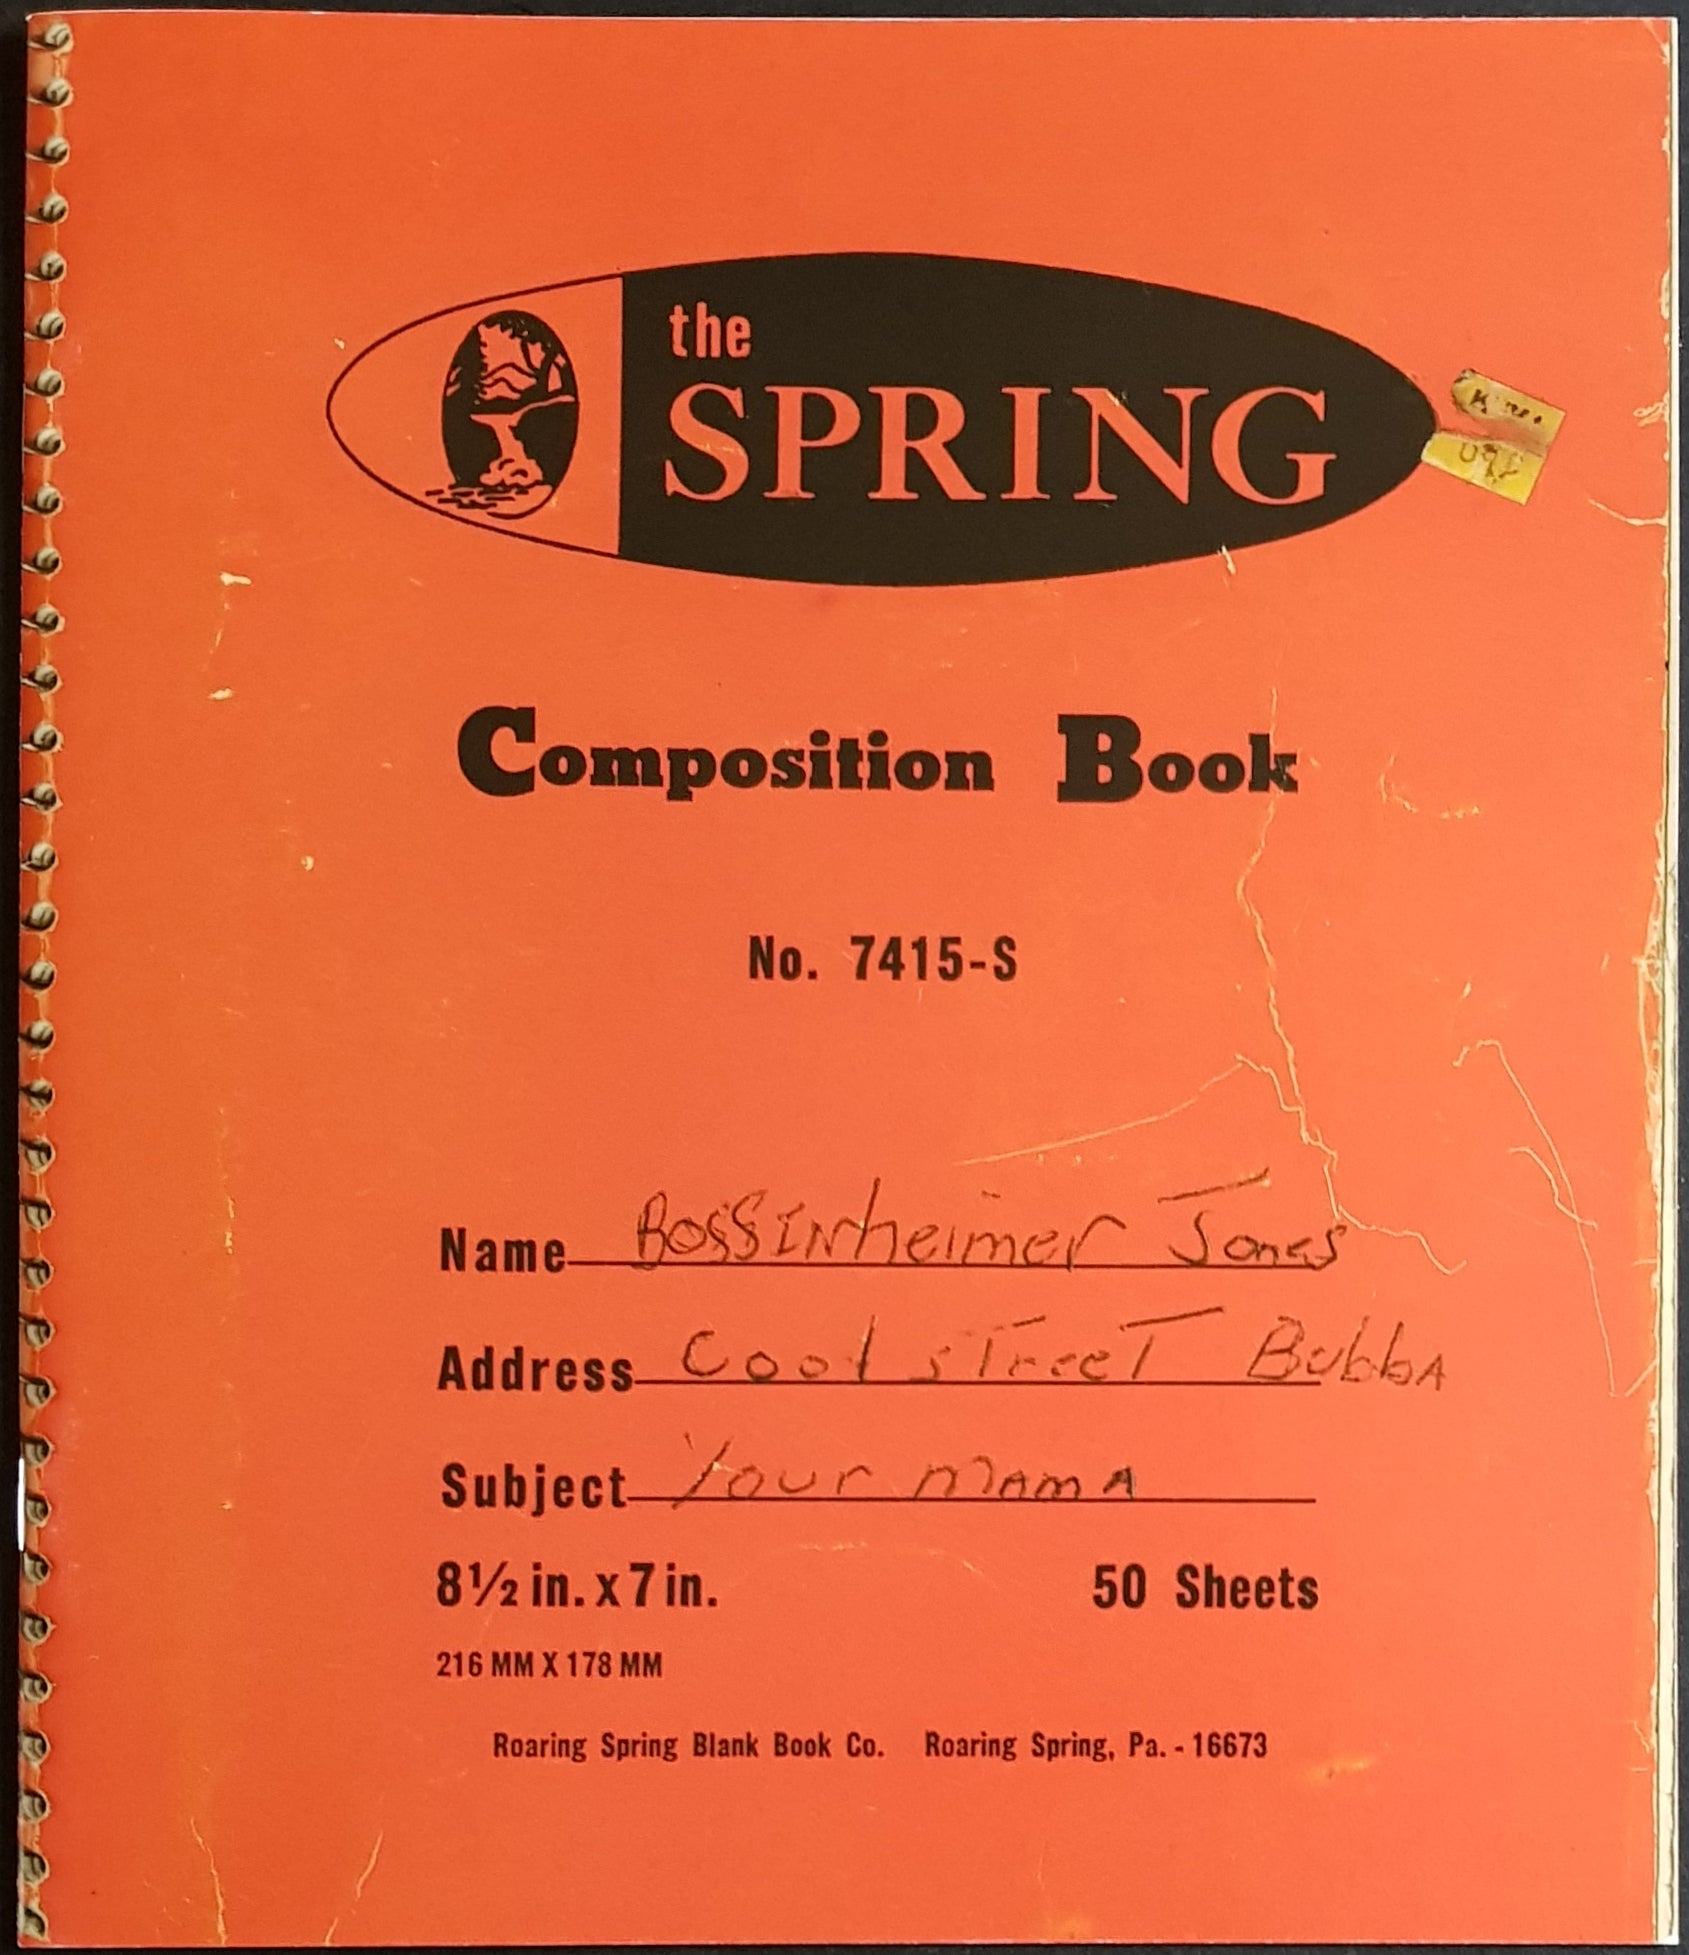 the
SPRING
Composition Book
No. 7415-S
Name BossInheimer Jones
Address Cool sTreeT BubbA
Subject Your mAmA
8½ in. x 7 in. 50 Sheets
216 MM X 178 MM
Roaring Spring Blank Book Co. Roaring Spring, Pa. - 16673